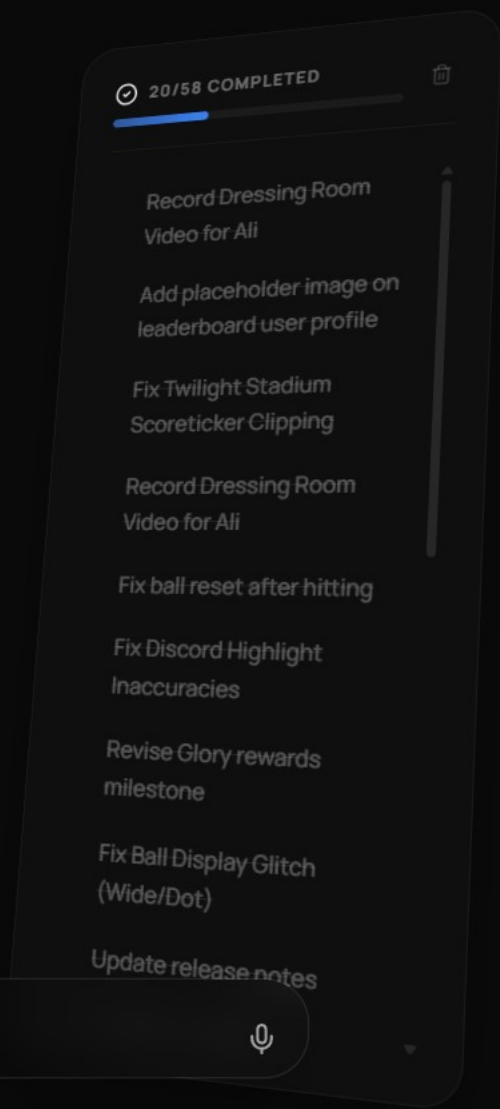 20/58 COMPLETED
Record Dressing Room
Video for Ali
Add placeholder image on
leaderboard user profile
Fix Twilight Stadium
Scoreticker Clipping
Record Dressing Room
Video for Ali
Fix ball reset after hitting
Fix Discord Highlight
Inaccuracies
Revise Glory rewards
milestone
Fix Ball Display Glitch
(Wide/Dot)
Update release notes